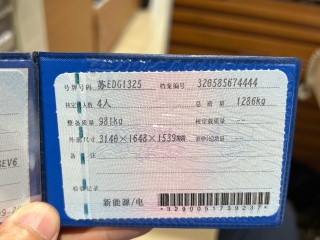 号牌号码 苏EDG1325 档案编号 320585674444
核定载人数 4人 总质量 1286kg
整备质量 981kg 核定载质量 --
外廓尺寸 3140×1648×1539mm 准牵引总质量 --
备注
检验记录
新能源/电
*3290051739237*
EV6